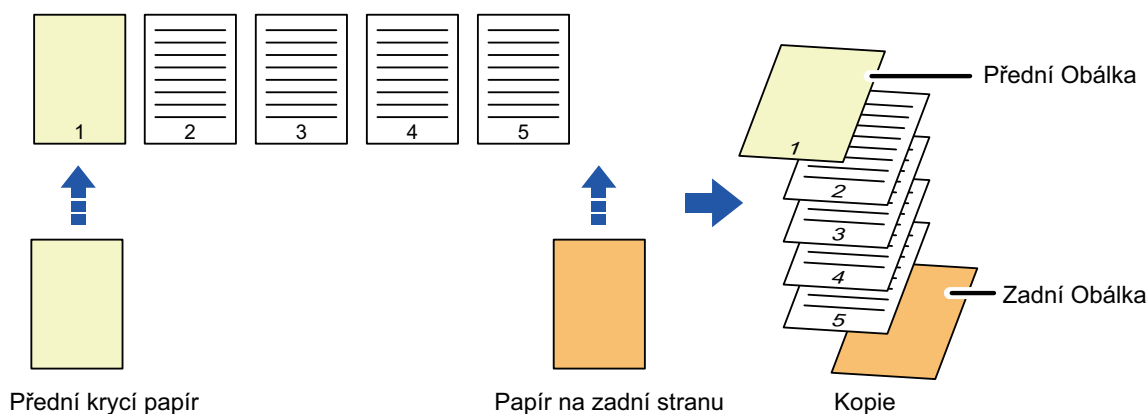 1 2 3 4 5
Přední Obálka
1
2
3
4
5
Zadní Obálka
Přední krycí papír
Papír na zadní stranu
Kopie